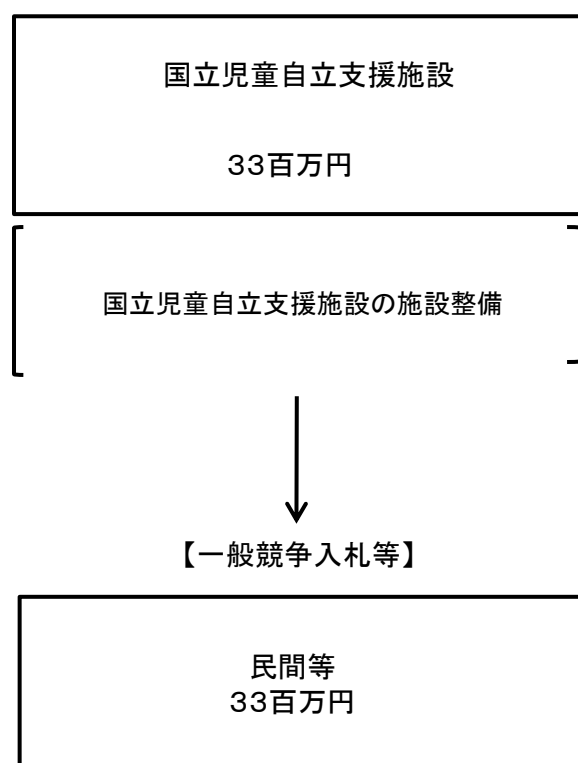 国立児童自立支援施設
３３百万円
国立児童自立支援施設の施設整備
【一般競争入札等】
民間等
３３百万円